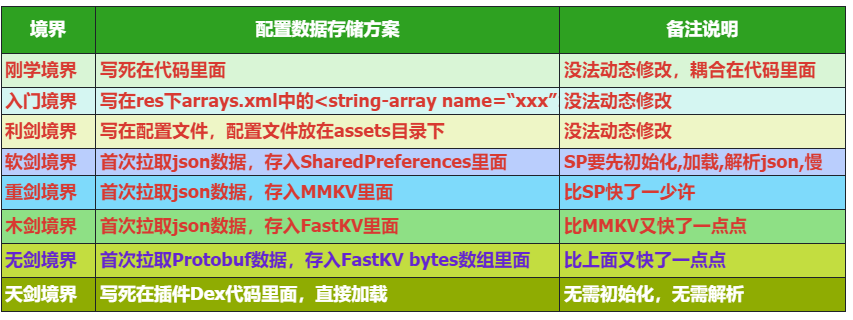 境界 配置数据存储方案 备注说明
刚学境界 写死在代码里面 没法动态修改，耦合在代码里面
入门境界 写在res下arrays.xml中的<string-array name=“xxx” 没法动态修改
利剑境界 写在配置文件，配置文件放在assets目录下 没法动态修改
软剑境界 首次拉取json数据，存入SharedPreferences里面 SP要先初始化,加载,解析json,慢
重剑境界 首次拉取json数据，存入MMKV里面 比SP快了一少许
木剑境界 首次拉取json数据，存入FastKV里面 比MMKV又快了一点点
无剑境界 首次拉取Protobuf数据，存入FastKV bytes数组里面 比上面又快了一点点
天剑境界 写死在插件Dex代码里面，直接加载 无需初始化，无需解析